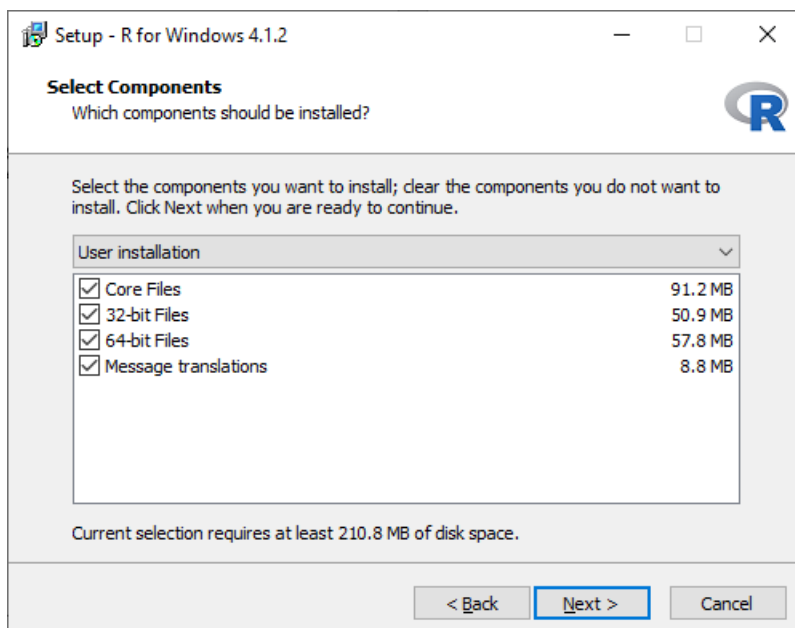 Setup - R for Windows 4.1.2
Select Components
Which components should be installed?
R
Select the components you want to install; clear the components you do not want to
install. Click Next when you are ready to continue.
User installation
Core Files 91.2 MB
32-bit Files 50.9 MB
64-bit Files 57.8 MB
Message translations 8.8 MB
Current selection requires at least 210.8 MB of disk space.
< Back Next > Cancel